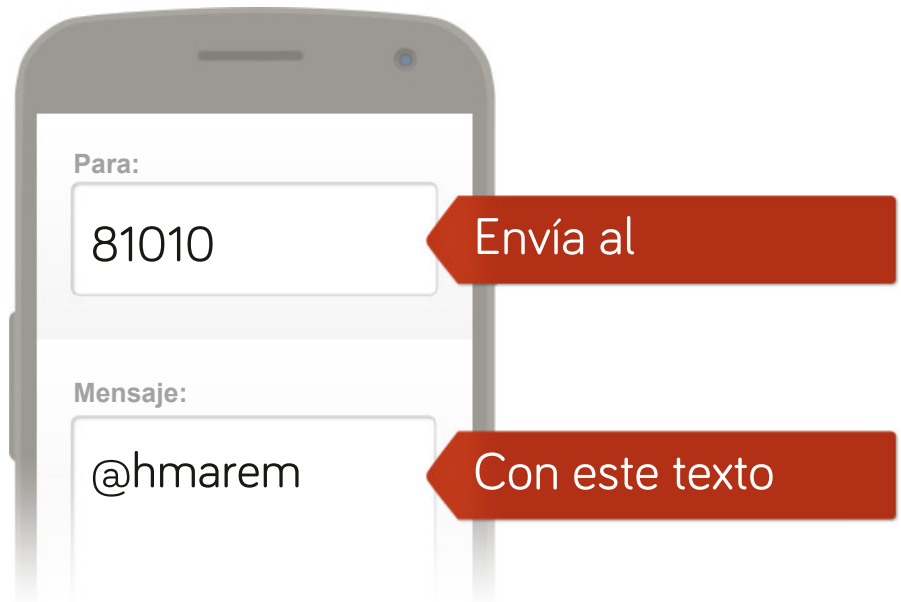 Para:
81010
Envía al
Mensaje:
@hmarem
Con este texto